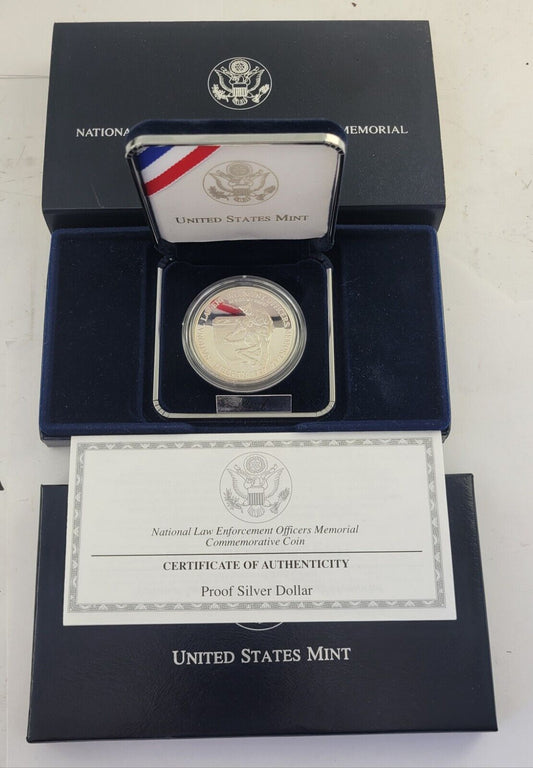 NATIONAL MEMORIAL
UNITED STATES MINT
National Law Enforcement Officers Memorial
Commemorative Coin
CERTIFICATE OF AUTHENTICITY
Proof Silver Dollar
UNITED STATES MINT